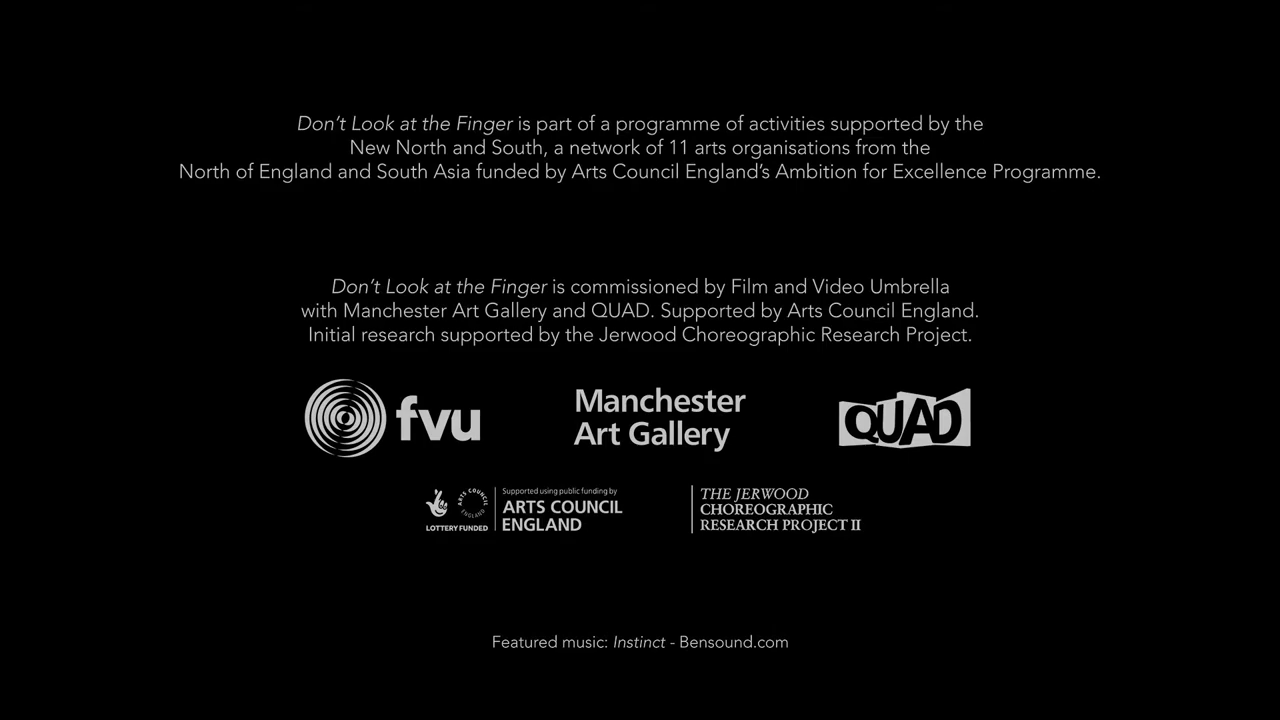 Don't Look at the Finger is part of a programme of activities supported by the
New North and South, a network of 11 arts organisations from the
North of England and South Asia funded by Arts Council England's Ambition for Excellence Programme.
Don't Look at the Finger is commissioned by Film and Video Umbrella
with Manchester Art Gallery and QUAD. Supported by Arts Council England.
Initial research supported by the Jerwood Choreographic Research Project.
fvu
Manchester
Art Gallery
QUAD
ARTS COUNCIL
ENGLAND
LOTTERY FUNDED
Supported using public funding by
ARTS COUNCIL
ENGLAND
THE JERWOOD
CHOREOGRAPHIC
RESEARCH PROJECT II
Featured music: Instinct - Bensound.com